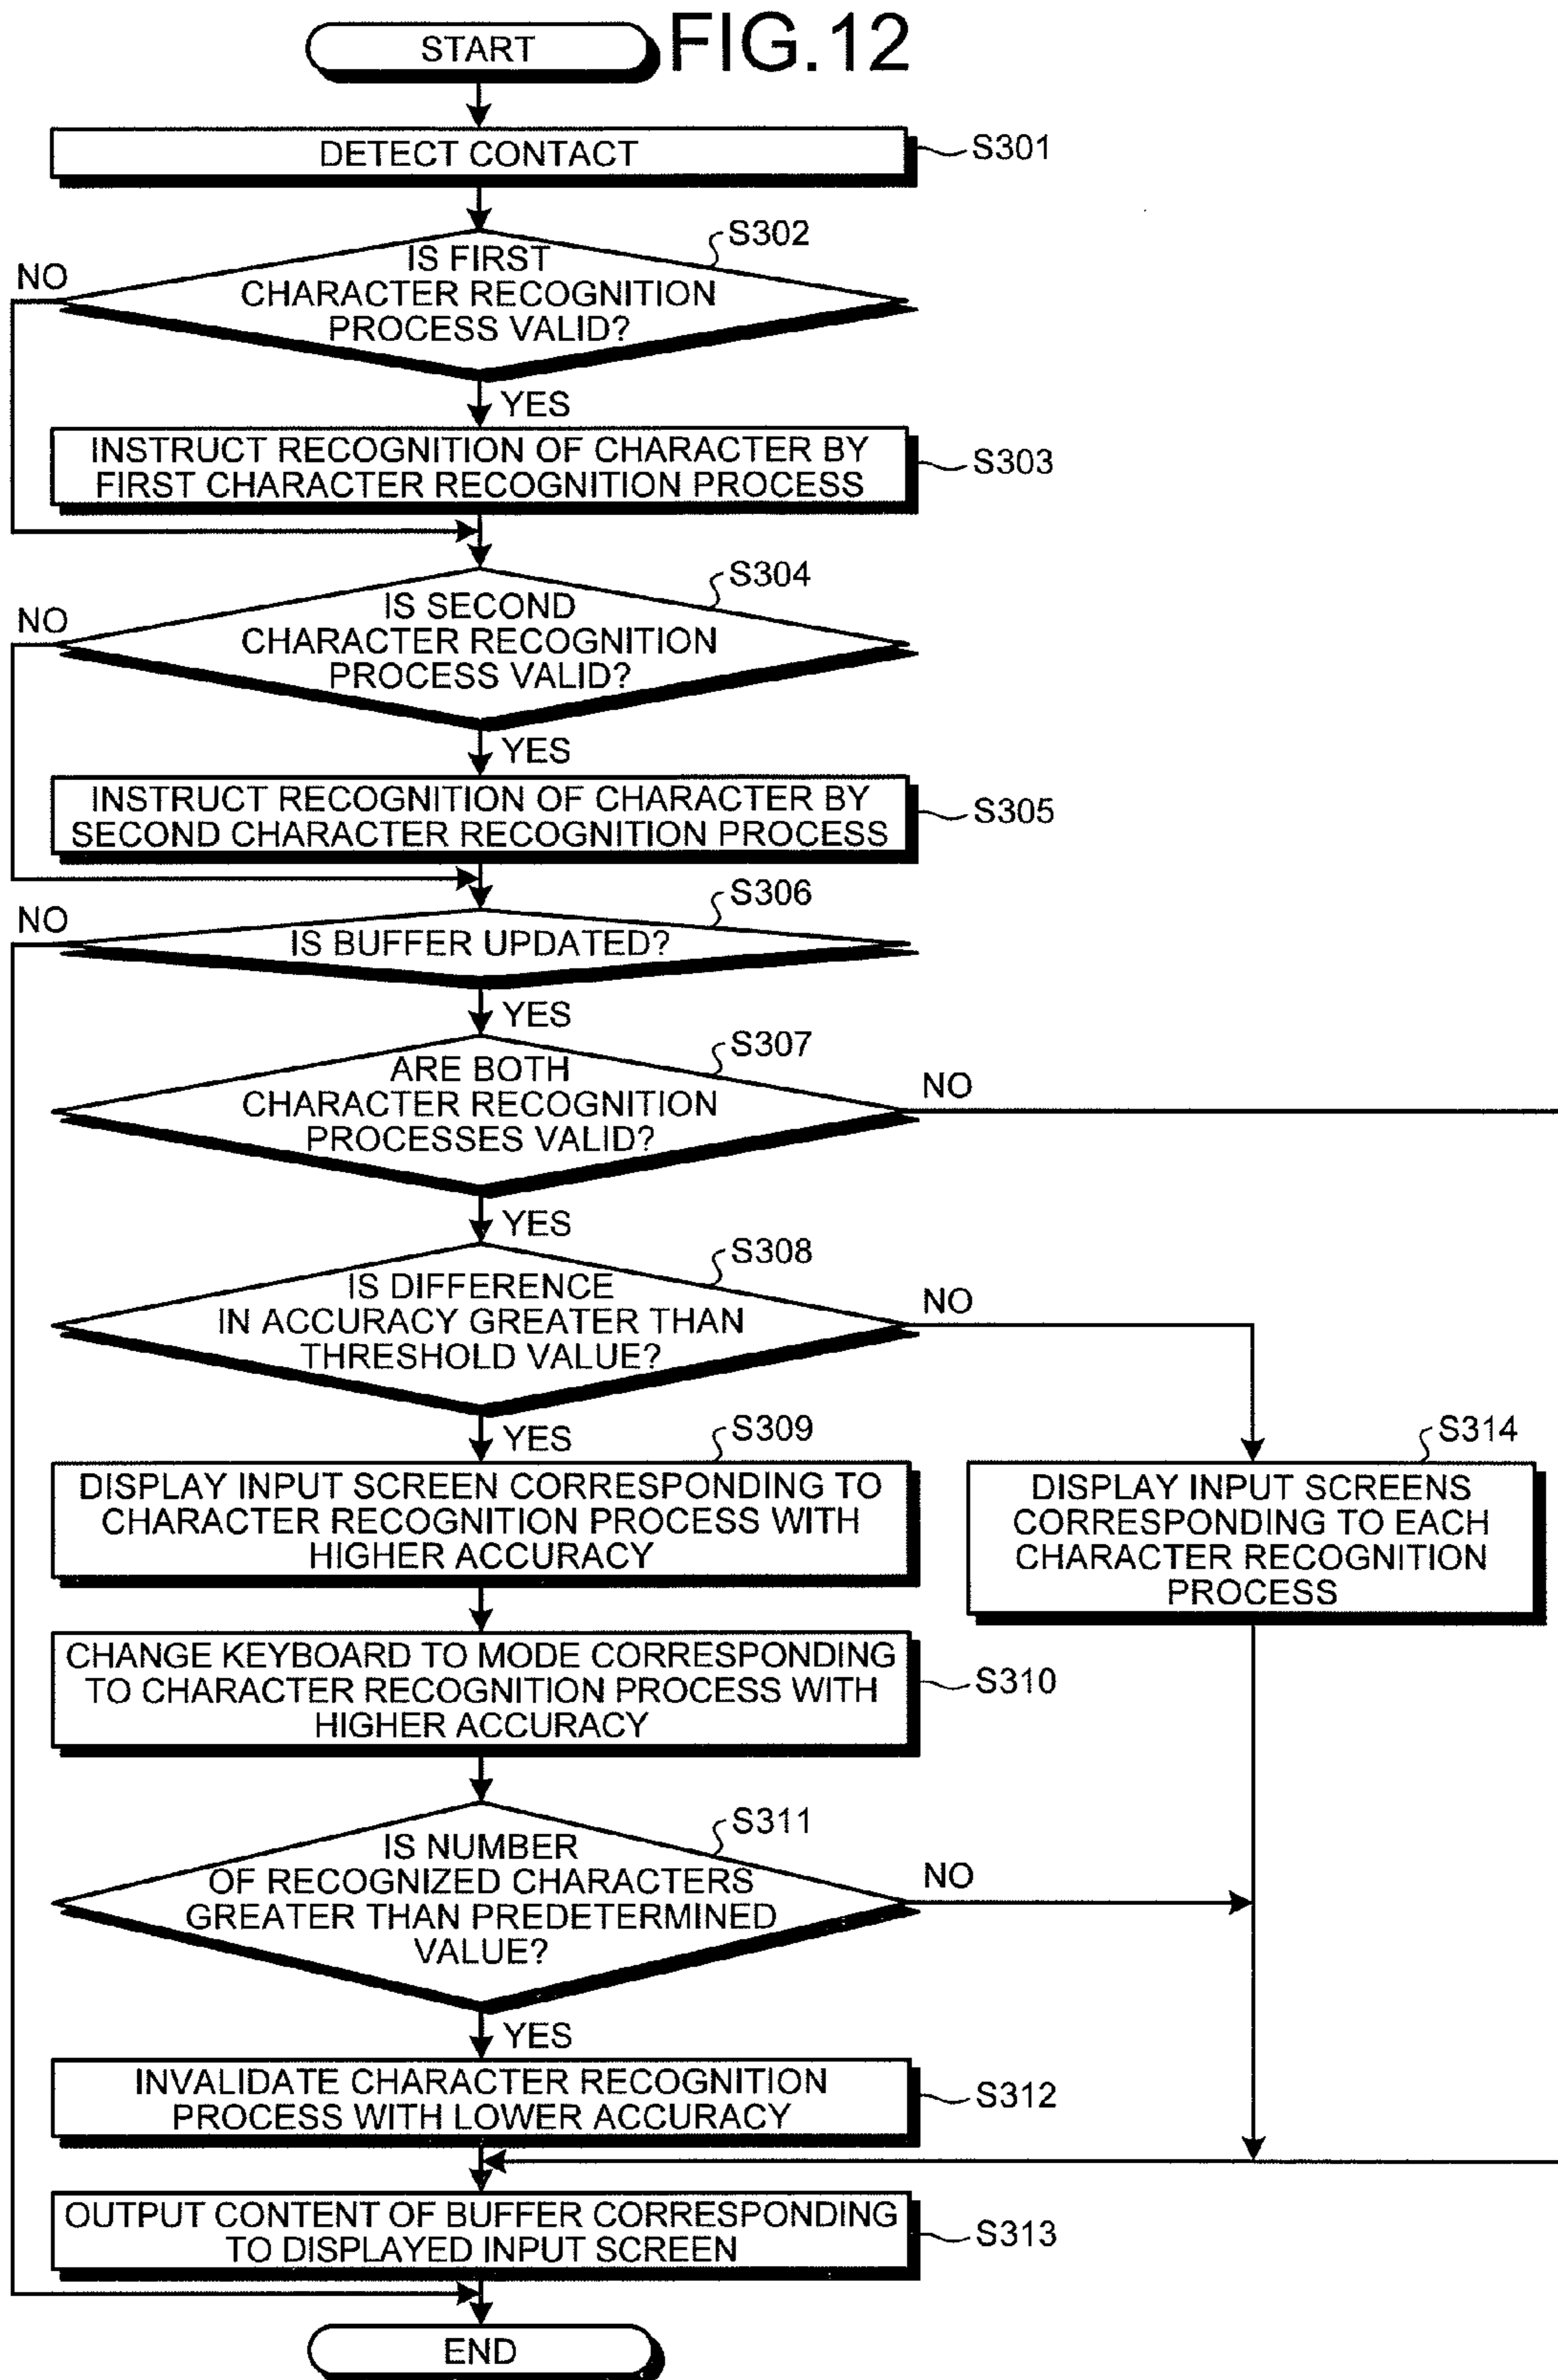 FIG.12
START
DETECT CONTACT
S301
S302
IS FIRST
CHARACTER RECOGNITION
PROCESS VALID?
NO
YES
INSTRUCT RECOGNITION OF CHARACTER BY
FIRST CHARACTER RECOGNITION PROCESS
S303
S304
IS SECOND
CHARACTER RECOGNITION
PROCESS VALID?
NO
YES
INSTRUCT RECOGNITION OF CHARACTER BY
SECOND CHARACTER RECOGNITION PROCESS
S305
S306
NO
IS BUFFER UPDATED?
YES
S307
ARE BOTH
CHARACTER RECOGNITION
PROCESSES VALID?
NO
YES
S308
IS DIFFERENCE
IN ACCURACY GREATER THAN
THRESHOLD VALUE?
NO
YES
S309
DISPLAY INPUT SCREEN CORRESPONDING TO
CHARACTER RECOGNITION PROCESS WITH
HIGHER ACCURACY
S314
DISPLAY INPUT SCREENS
CORRESPONDING TO EACH
CHARACTER RECOGNITION
PROCESS
CHANGE KEYBOARD TO MODE CORRESPONDING
TO CHARACTER RECOGNITION PROCESS WITH
HIGHER ACCURACY
S310
S311
IS NUMBER
OF RECOGNIZED CHARACTERS
GREATER THAN PREDETERMINED
VALUE?
NO
YES
INVALIDATE CHARACTER RECOGNITION
PROCESS WITH LOWER ACCURACY
S312
OUTPUT CONTENT OF BUFFER CORRESPONDING
TO DISPLAYED INPUT SCREEN
S313
END